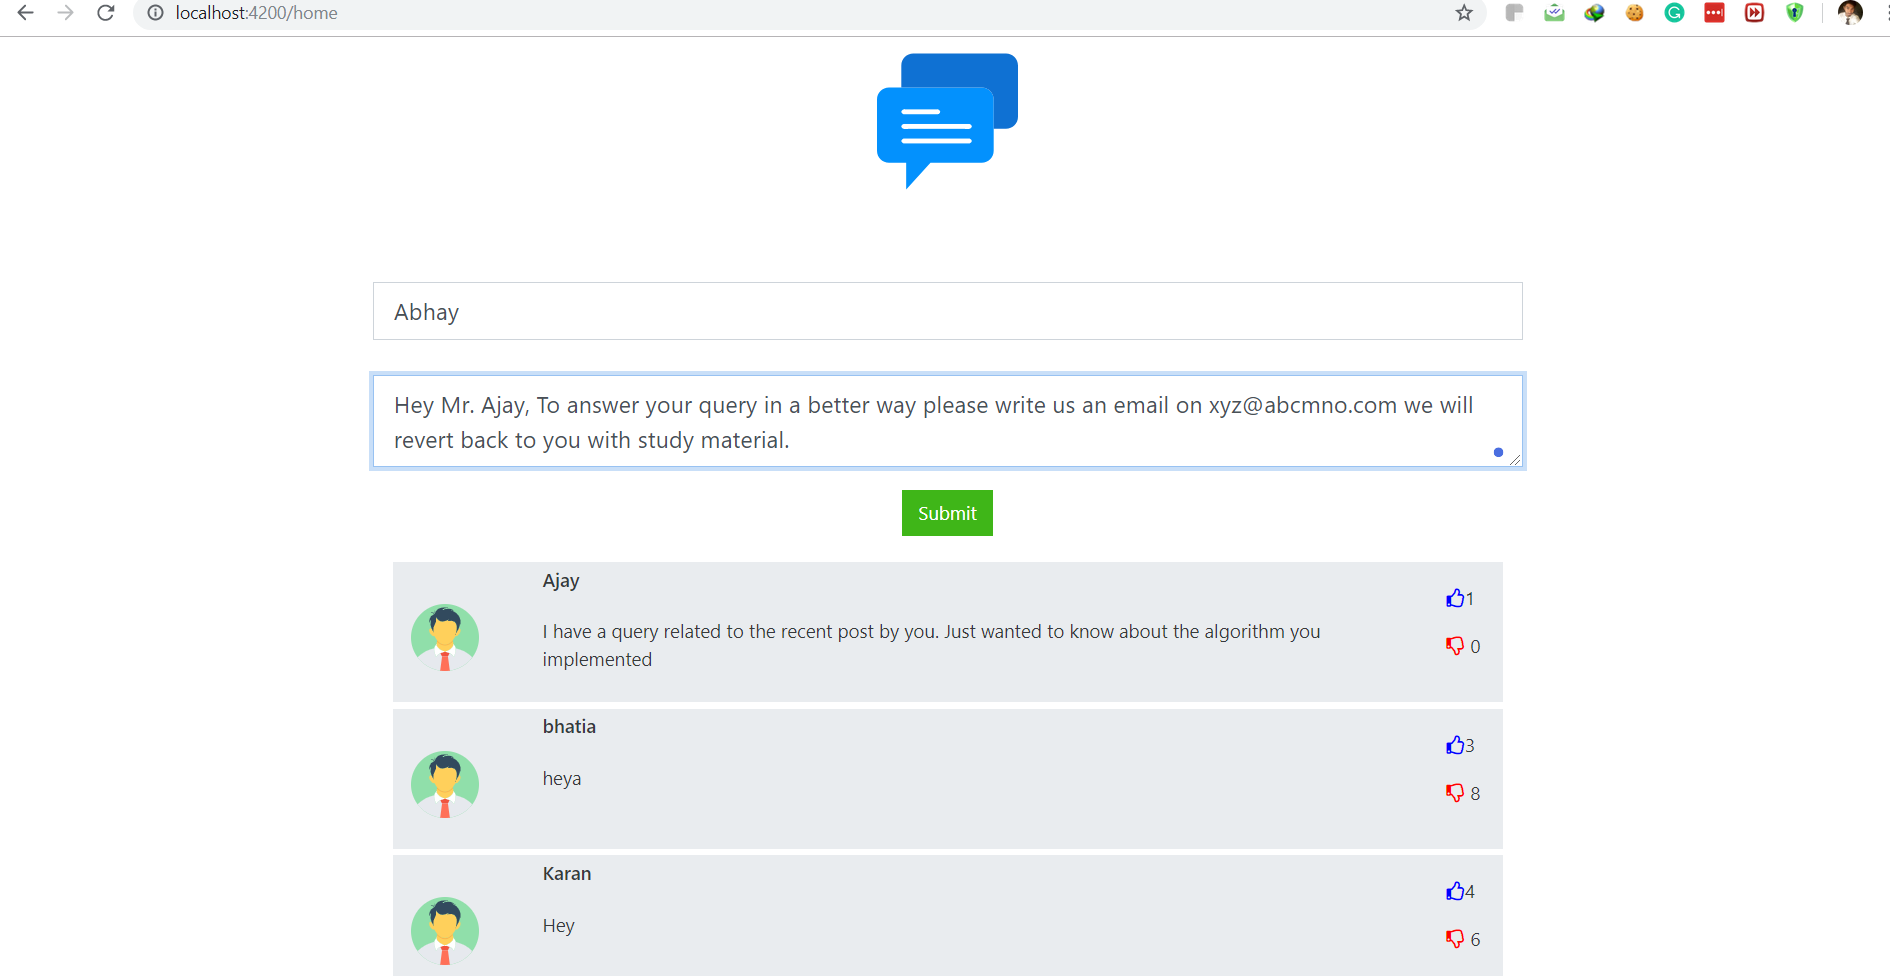 localhost:4200/home
Abhay
Hey Mr. Ajay, To answer your query in a better way please write us an email on xyz@abcmno.com we will
revert back to you with study material.
Submit
Ajay
1
I have a query related to the recent post by you. Just wanted to know about the algorithm you
implemented
0
bhatia
3
heya
8
Karan
4
Hey
6